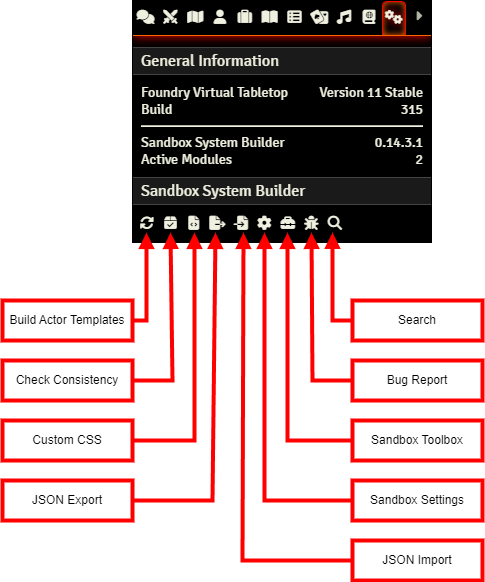 General Information
Foundry Virtual Tabletop Version 11 Stable
Build 315
Sandbox System Builder 0.14.3.1
Active Modules 2
Sandbox System Builder
Build Actor Templates
Search
Check Consistency
Bug Report
Custom CSS
Sandbox Toolbox
JSON Export
Sandbox Settings
JSON Import